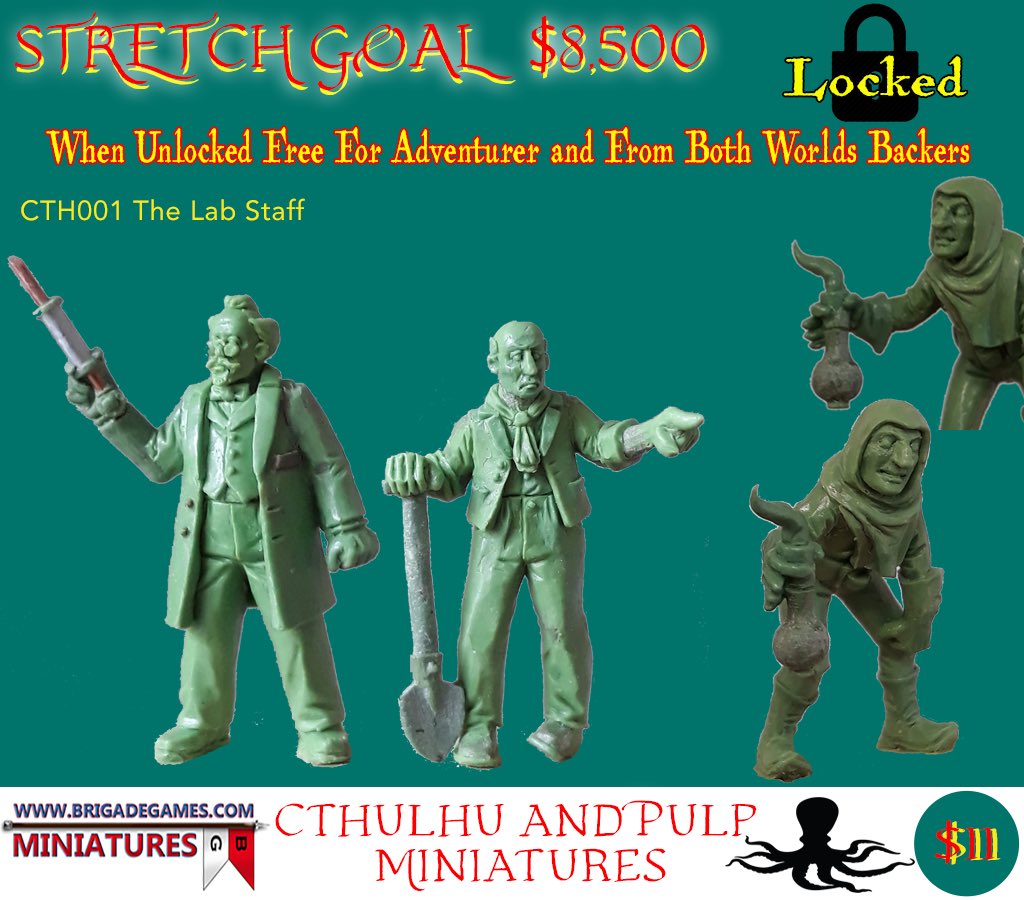 STRETCH GOAL $8,500
Locked
When Unlocked Free For Adventurer and From Both Worlds Backers
CTH001 The Lab Staff
WWW.BRIGADEGAMES.COM
MINIATURES
B
G
CTHULHU AND PULP
MINIATURES
$11